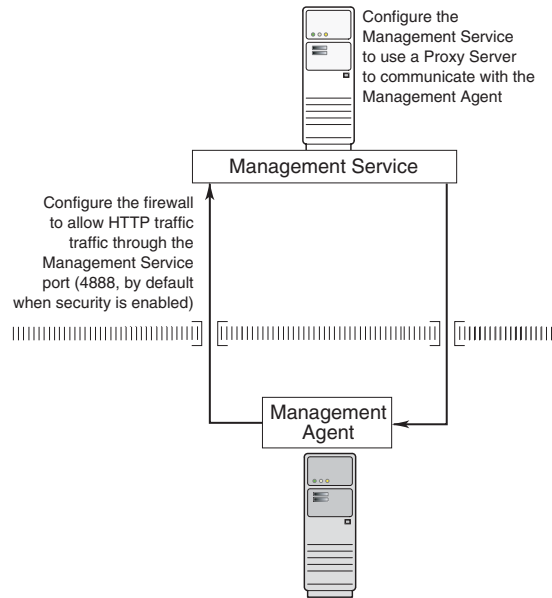 Configure the
Management Service
to use a Proxy Server
to communicate with the
Management Agent
Management Service
Configure the firewall
to allow HTTP traffic
traffic through the
Management Service
port (4888, by default
when security is enabled)
Management
Agent